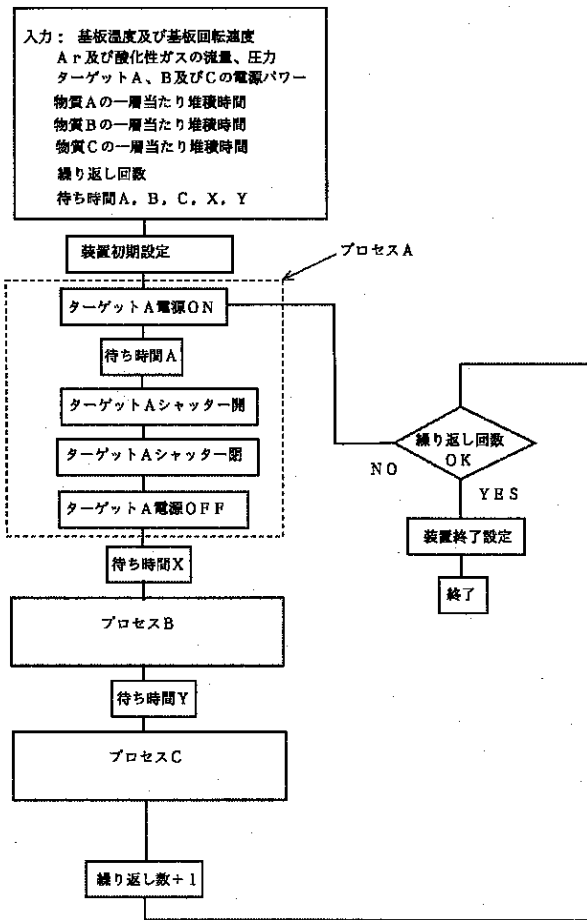 入力： 基板温度及び基板回転速度
Ａｒ及び酸化性ガスの流量、圧力
ターゲットＡ、Ｂ及びＣの電源パワー
物質Ａの一層当たり堆積時間
物質Ｂの一層当たり堆積時間
物質Ｃの一層当たり堆積時間
繰り返し回数
待ち時間Ａ，Ｂ，Ｃ，Ｘ，Ｙ
装置初期設定
プロセスＡ
ターゲットＡ電源ＯＮ
待ち時間Ａ
ターゲットＡシャッター開
ターゲットＡシャッター閉
ターゲットＡ電源ＯＦＦ
待ち時間Ｘ
プロセスＢ
待ち時間Ｙ
プロセスＣ
繰り返し数＋１
繰り返し回数
ＯＫ
ＮＯ
ＹＥＳ
装置終了設定
終了